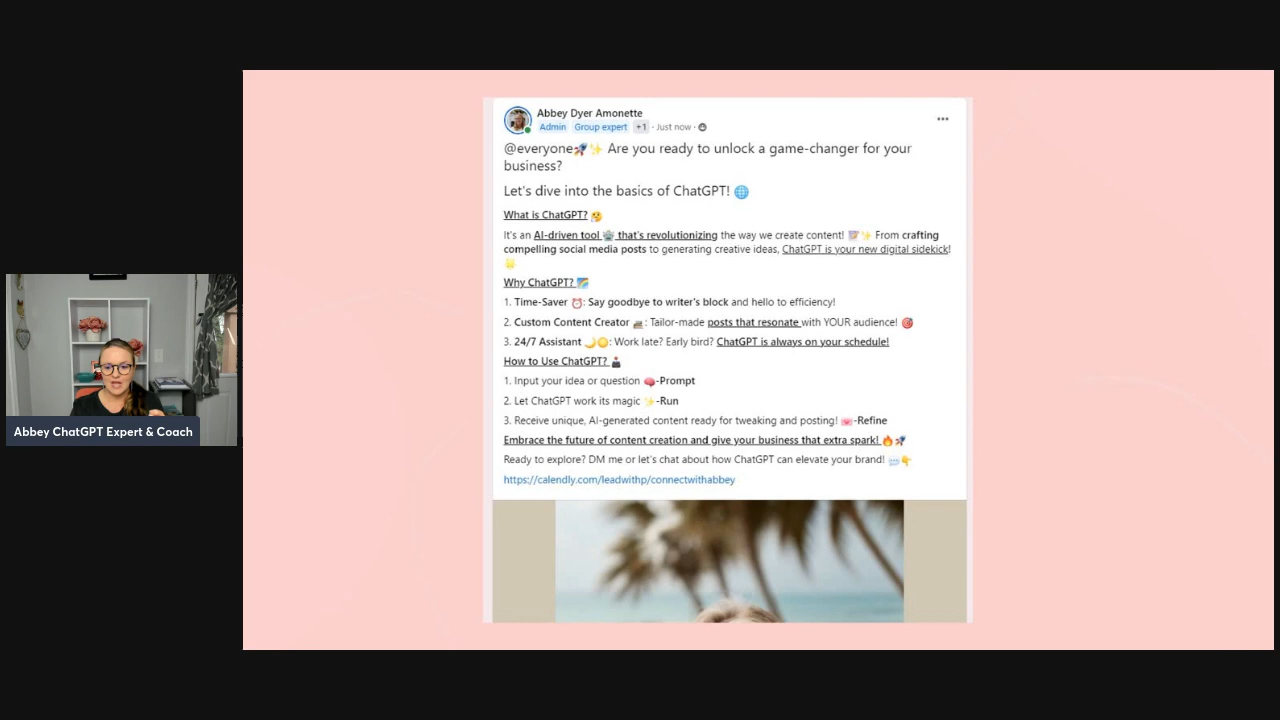 Abbey Dyer Amonette
Admin Group expert +1 · Just now ·
@everyone🚀✨ Are you ready to unlock a game-changer for your
business?
Let's dive into the basics of ChatGPT! 🌐
What is ChatGPT? 🤔
It's an AI-driven tool 🤖 that's revolutionizing the way we create content! 📝✨ From crafting
compelling social media posts to generating creative ideas, ChatGPT is your new digital sidekick!
🌟
Why ChatGPT?
1. Time-Saver ⏰: Say goodbye to writer's block and hello to efficiency!
2. Custom Content Creator : Tailor-made posts that resonate with YOUR audience! 🎯
3. 24/7 Assistant 🌙🌞: Work late? Early bird? ChatGPT is always on your schedule!
How to Use ChatGPT? 🕹️
1. Input your idea or question 🧠-Prompt
2. Let ChatGPT work its magic ✨-Run
3. Receive unique, AI-generated content ready for tweaking and posting! 💌-Refine
Embrace the future of content creation and give your business that extra spark! 🔥🚀
Ready to explore? DM me or let's chat about how ChatGPT can elevate your brand! 💬👇
https://calendly.com/leadwithp/connectwithabbey
Abbey ChatGPT Expert & Coach